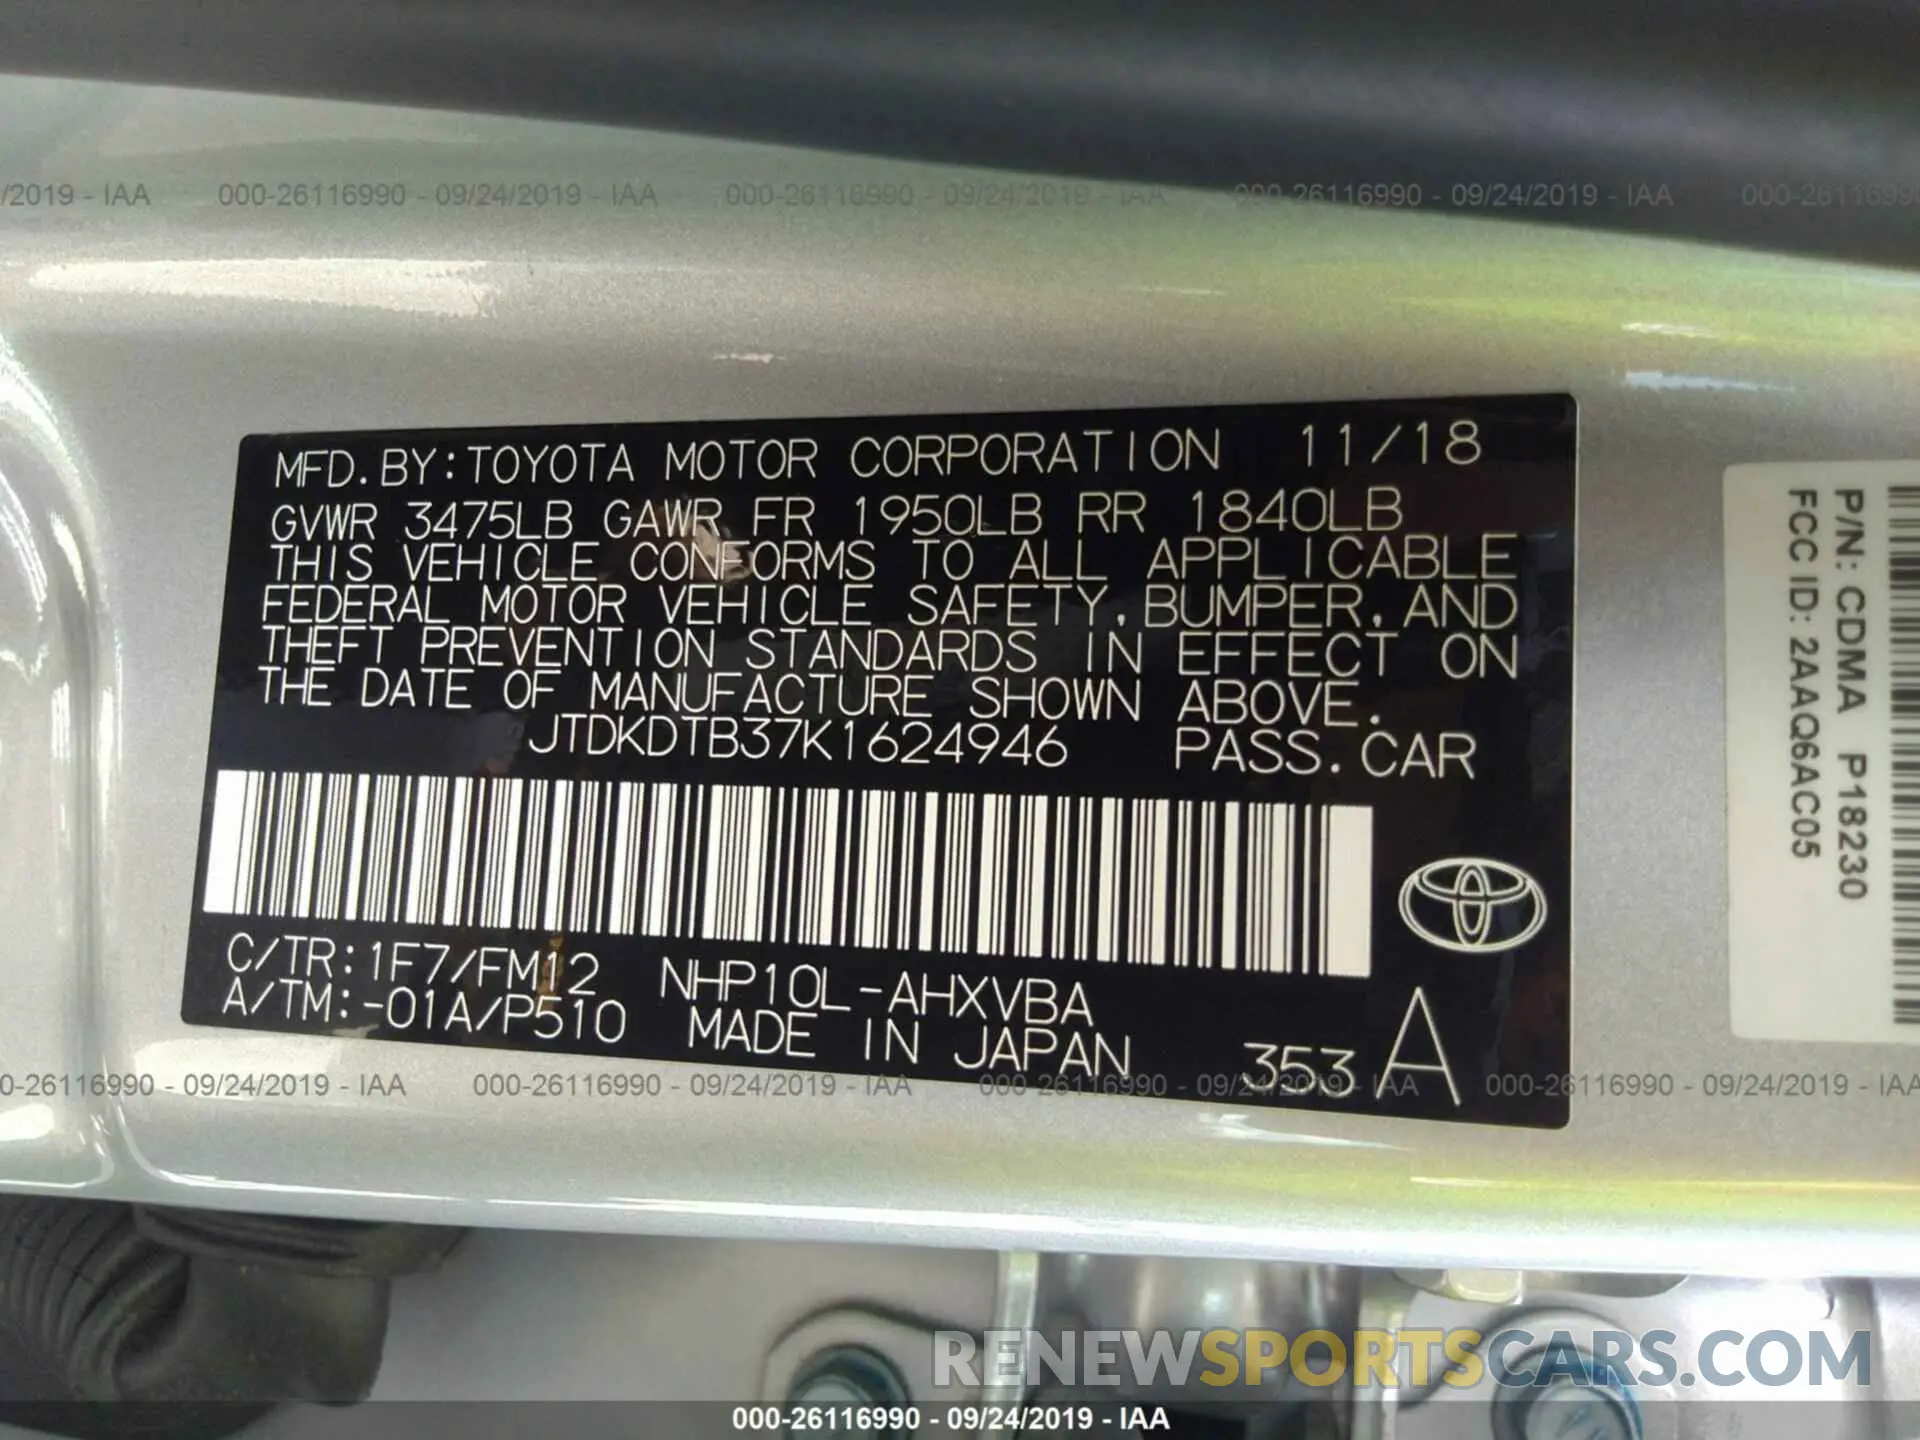 /2019 - IAA 000-26116990 - 09/24/2019 - IAA 000-26116990 - 09/24/2019 - IAA 000-26116990 - 09/24/2019 - IAA 000-26116990
MFD.BY:TOYOTA MOTOR CORPORATION 11/18
GVWR 3475LB GAWR FR 1950LB RR 1840LB
THIS VEHICLE CONFORMS TO ALL APPLICABLE
FEDERAL MOTOR VEHICLE SAFETY,BUMPER,AND
THEFT PREVENTION STANDARDS IN EFFECT ON
THE DATE OF MANUFACTURE SHOWN ABOVE.
JTDKDTB37K1624946 PASS.CAR
C/TR:1F7/FM12 NHP10L-AHXVBA
A/TM:-01A/P510 MADE IN JAPAN 353 A
P/N: CDMA P18230
FCC ID: 2AAQ6AC05
0-26116990 - 09/24/2019 - IAA 000-26116990 - 09/24/2019 - IAA 000-26116990 - 09/24/2019 - IAA 000-26116990 - 09/24/2019 - IAA
RENEWSPORTSCARS.COM
000-26116990 - 09/24/2019 - IAA